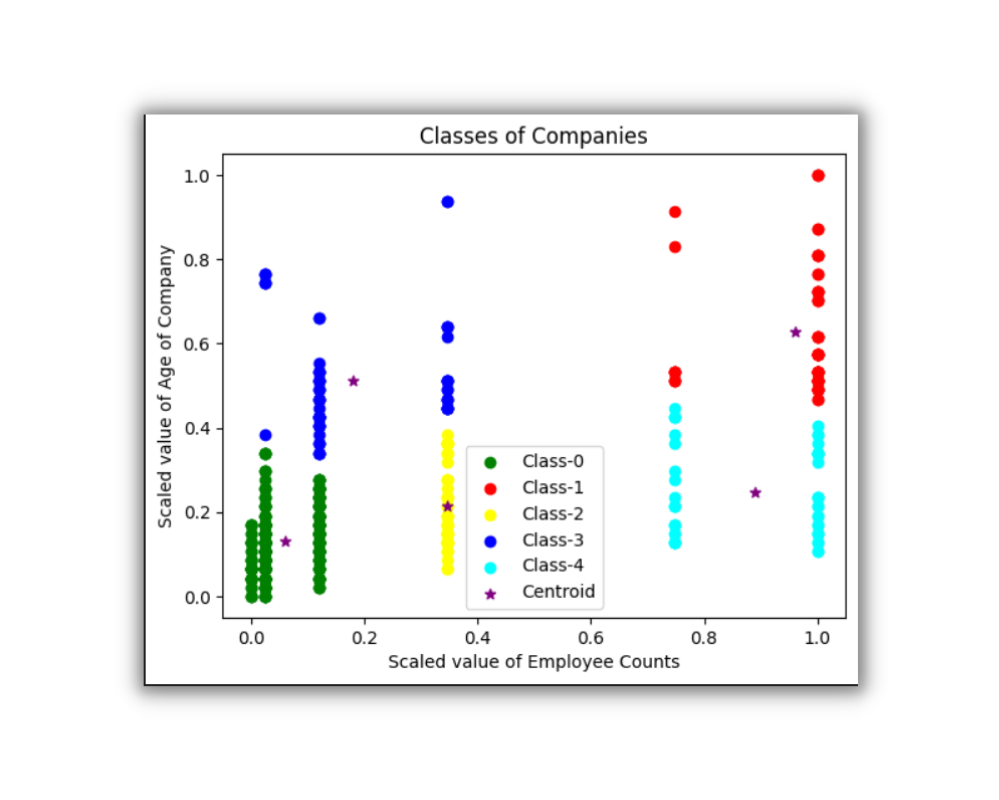 Classes of Companies
Scaled value of Age of Company
1.0
0.8
0.6
0.4
0.2
0.0
Class-0
Class-1
Class-2
Class-3
Class-4
Centroid
0.0 0.2 0.4 0.6 0.8 1.0
Scaled value of Employee Counts